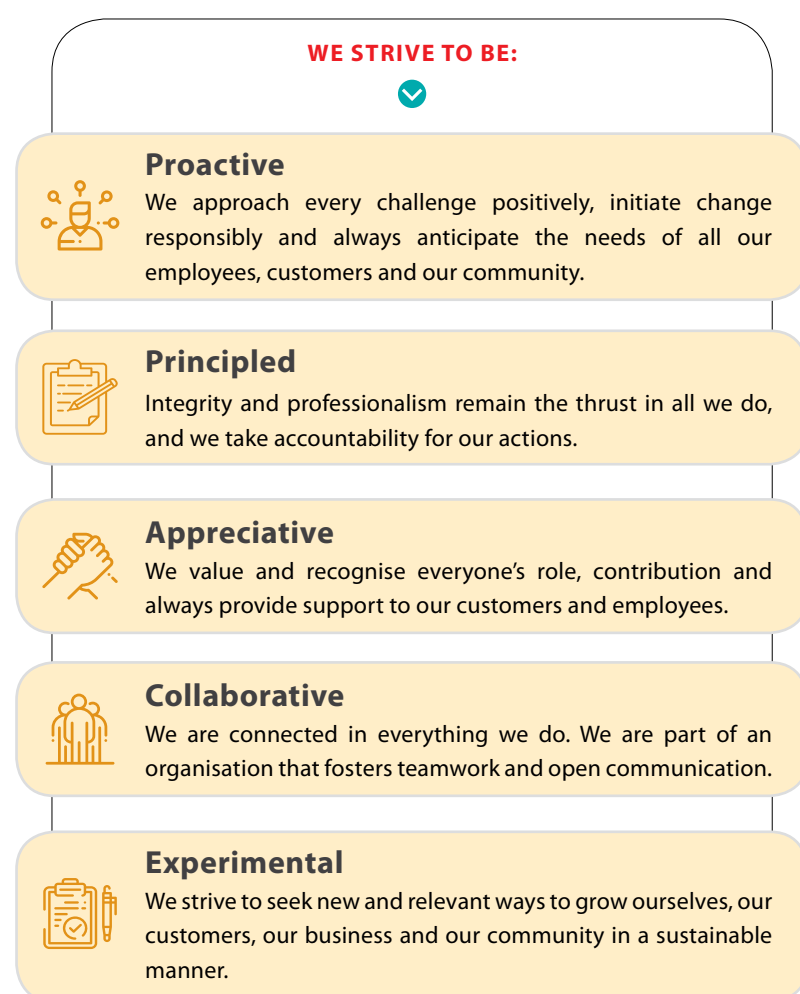 WE STRIVE TO BE:
Proactive
We approach every challenge positively, initiate change
responsibly and always anticipate the needs of all our
employees, customers and our community.
Principled
Integrity and professionalism remain the thrust in all we do,
and we take accountability for our actions.
Appreciative
We value and recognise everyone’s role, contribution and
always provide support to our customers and employees.
Collaborative
We are connected in everything we do. We are part of an
organisation that fosters teamwork and open communication.
Experimental
We strive to seek new and relevant ways to grow ourselves, our
customers, our business and our community in a sustainable
manner.